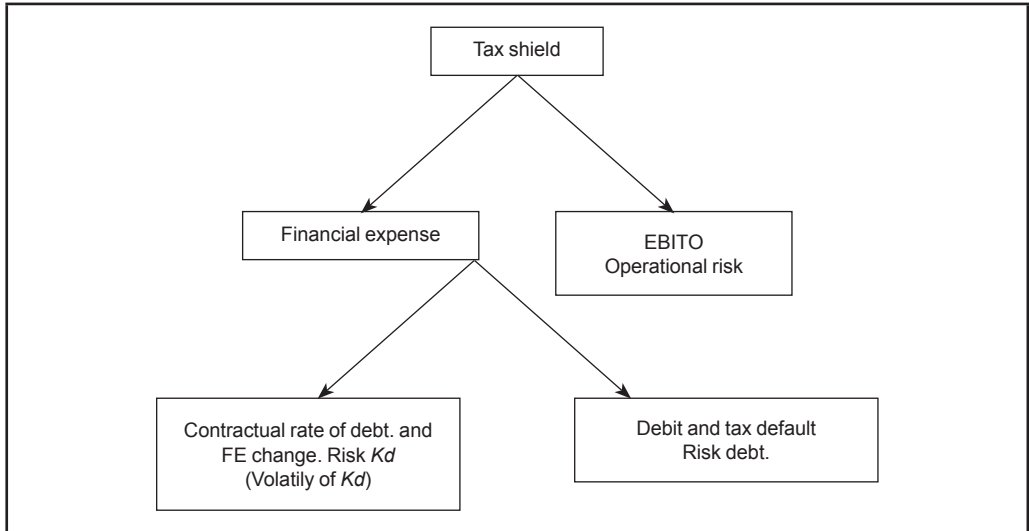 Tax shield
Financial expense
EBITO
Operational risk
Contractual rate of debt. and
FE change. Risk Kd
(Volatily of Kd)
Debit and tax default
Risk debt.